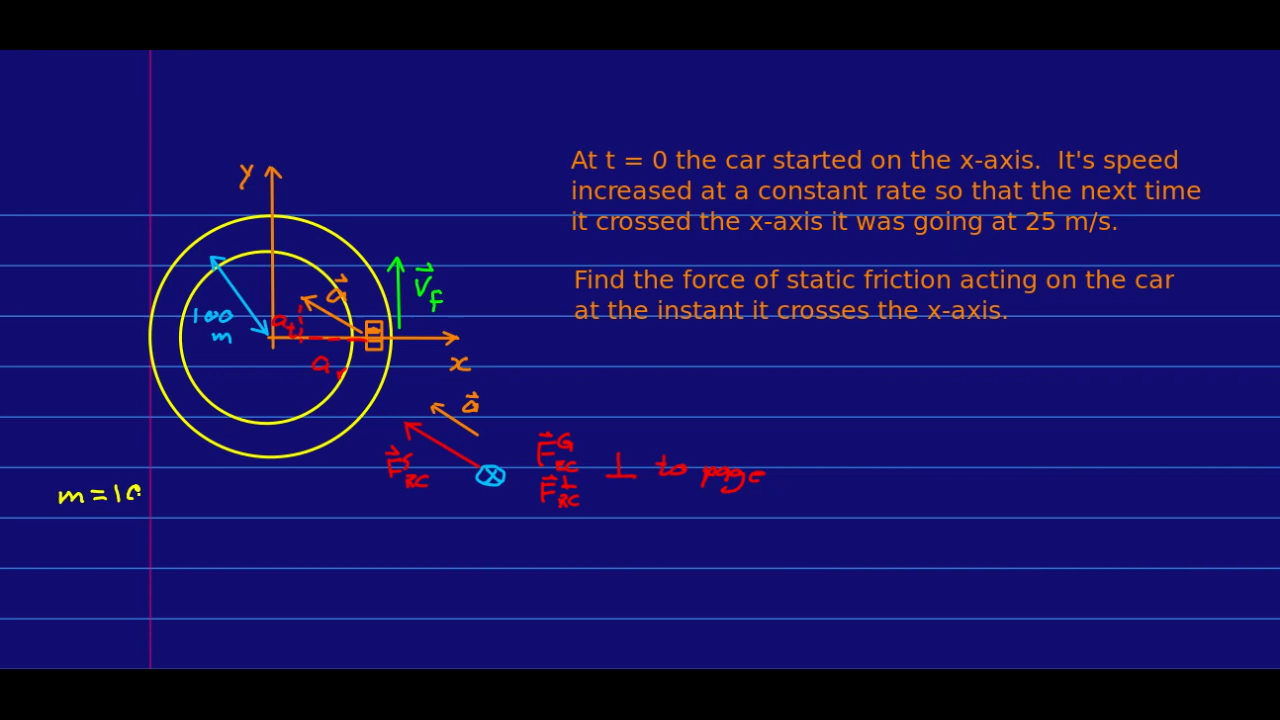 At t = 0 the car started on the x-axis. It's speed
increased at a constant rate so that the next time
it crossed the x-axis it was going at 25 m/s.
Find the force of static friction acting on the car
at the instant it crosses the x-axis.
y
100
m
a
V f
a t
a r
x
a
F f RC
F G RC
F t RC
⊥ to page
m = 10